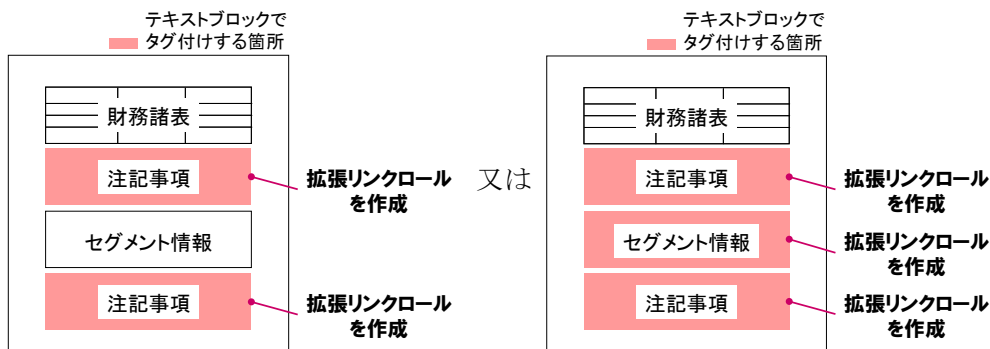 テキストブロックで
タグ付けする箇所
財務諸表
注記事項
拡張リンクロール
を作成
セグメント情報
注記事項
拡張リンクロール
を作成
又は
テキストブロックで
タグ付けする箇所
財務諸表
注記事項
拡張リンクロール
を作成
セグメント情報
拡張リンクロール
を作成
注記事項
拡張リンクロール
を作成